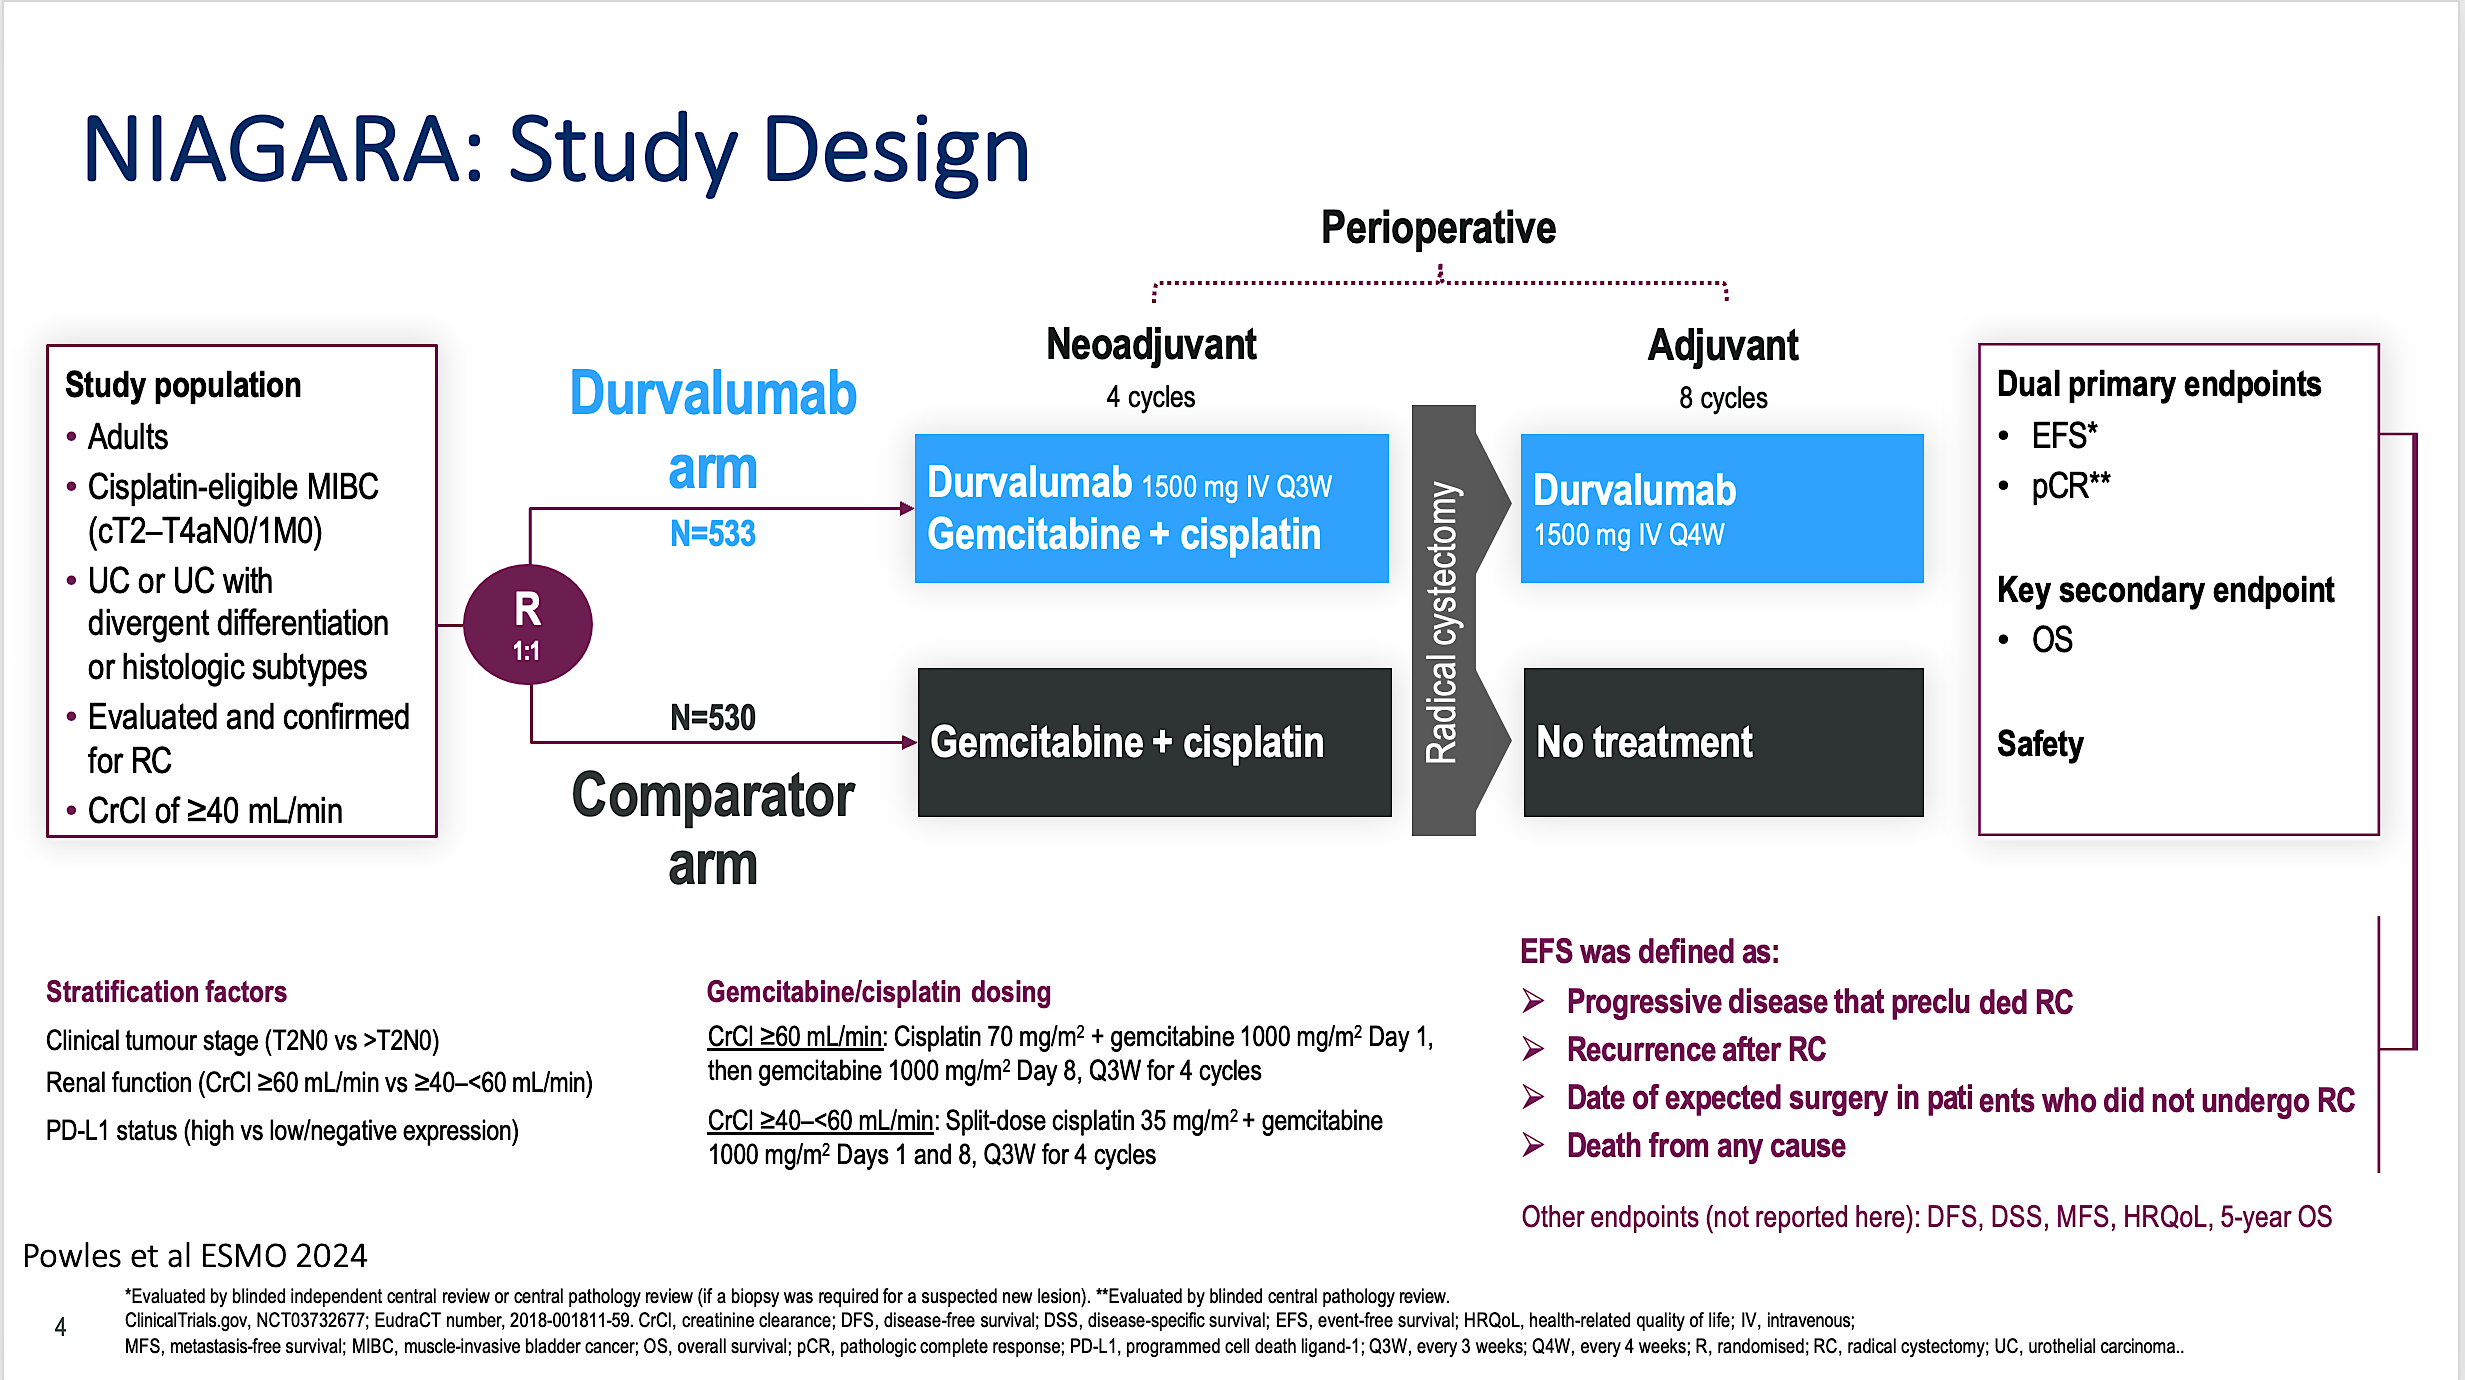 NIAGARA: Study Design
Perioperative
Study population
• Adults
• Cisplatin-eligible MIBC
(cT2–T4aN0/1M0)
• UC or UC with
divergent differentiation
or histologic subtypes
• Evaluated and confirmed
for RC
• CrCl of ≥40 mL/min
R
1:1
Durvalumab
arm
N=533
N=530
Comparator
arm
Neoadjuvant
4 cycles
Durvalumab 1500 mg IV Q3W
Gemcitabine + cisplatin
Gemcitabine + cisplatin
Radical cystectomy
Adjuvant
8 cycles
Durvalumab
1500 mg IV Q4W
No treatment
Dual primary endpoints
• EFS*
• pCR**
Key secondary endpoint
• OS
Safety
Stratification factors
Clinical tumour stage (T2N0 vs >T2N0)
Renal function (CrCl ≥60 mL/min vs ≥40–<60 mL/min)
PD-L1 status (high vs low/negative expression)
Gemcitabine/cisplatin dosing
CrCl ≥60 mL/min: Cisplatin 70 mg/m² + gemcitabine 1000 mg/m² Day 1,
then gemcitabine 1000 mg/m² Day 8, Q3W for 4 cycles
CrCl ≥40–<60 mL/min: Split-dose cisplatin 35 mg/m² + gemcitabine
1000 mg/m² Days 1 and 8, Q3W for 4 cycles
EFS was defined as:
➢ Progressive disease that preclu ded RC
➢ Recurrence after RC
➢ Date of expected surgery in pati ents who did not undergo RC
➢ Death from any cause
Other endpoints (not reported here): DFS, DSS, MFS, HRQoL, 5-year OS
Powles et al ESMO 2024
*Evaluated by blinded independent central review or central pathology review (if a biopsy was required for a suspected new lesion). **Evaluated by blinded central pathology review.
ClinicalTrials.gov, NCT03732677; EudraCT number, 2018-001811-59. CrCl, creatinine clearance; DFS, disease-free survival; DSS, disease-specific survival; EFS, event-free survival; HRQoL, health-related quality of life; IV, intravenous;
MFS, metastasis-free survival; MIBC, muscle-invasive bladder cancer; OS, overall survival; pCR, pathologic complete response; PD-L1, programmed cell death ligand-1; Q3W, every 3 weeks; Q4W, every 4 weeks; R, randomised; RC, radical cystectomy; UC, urothelial carcinoma..
4